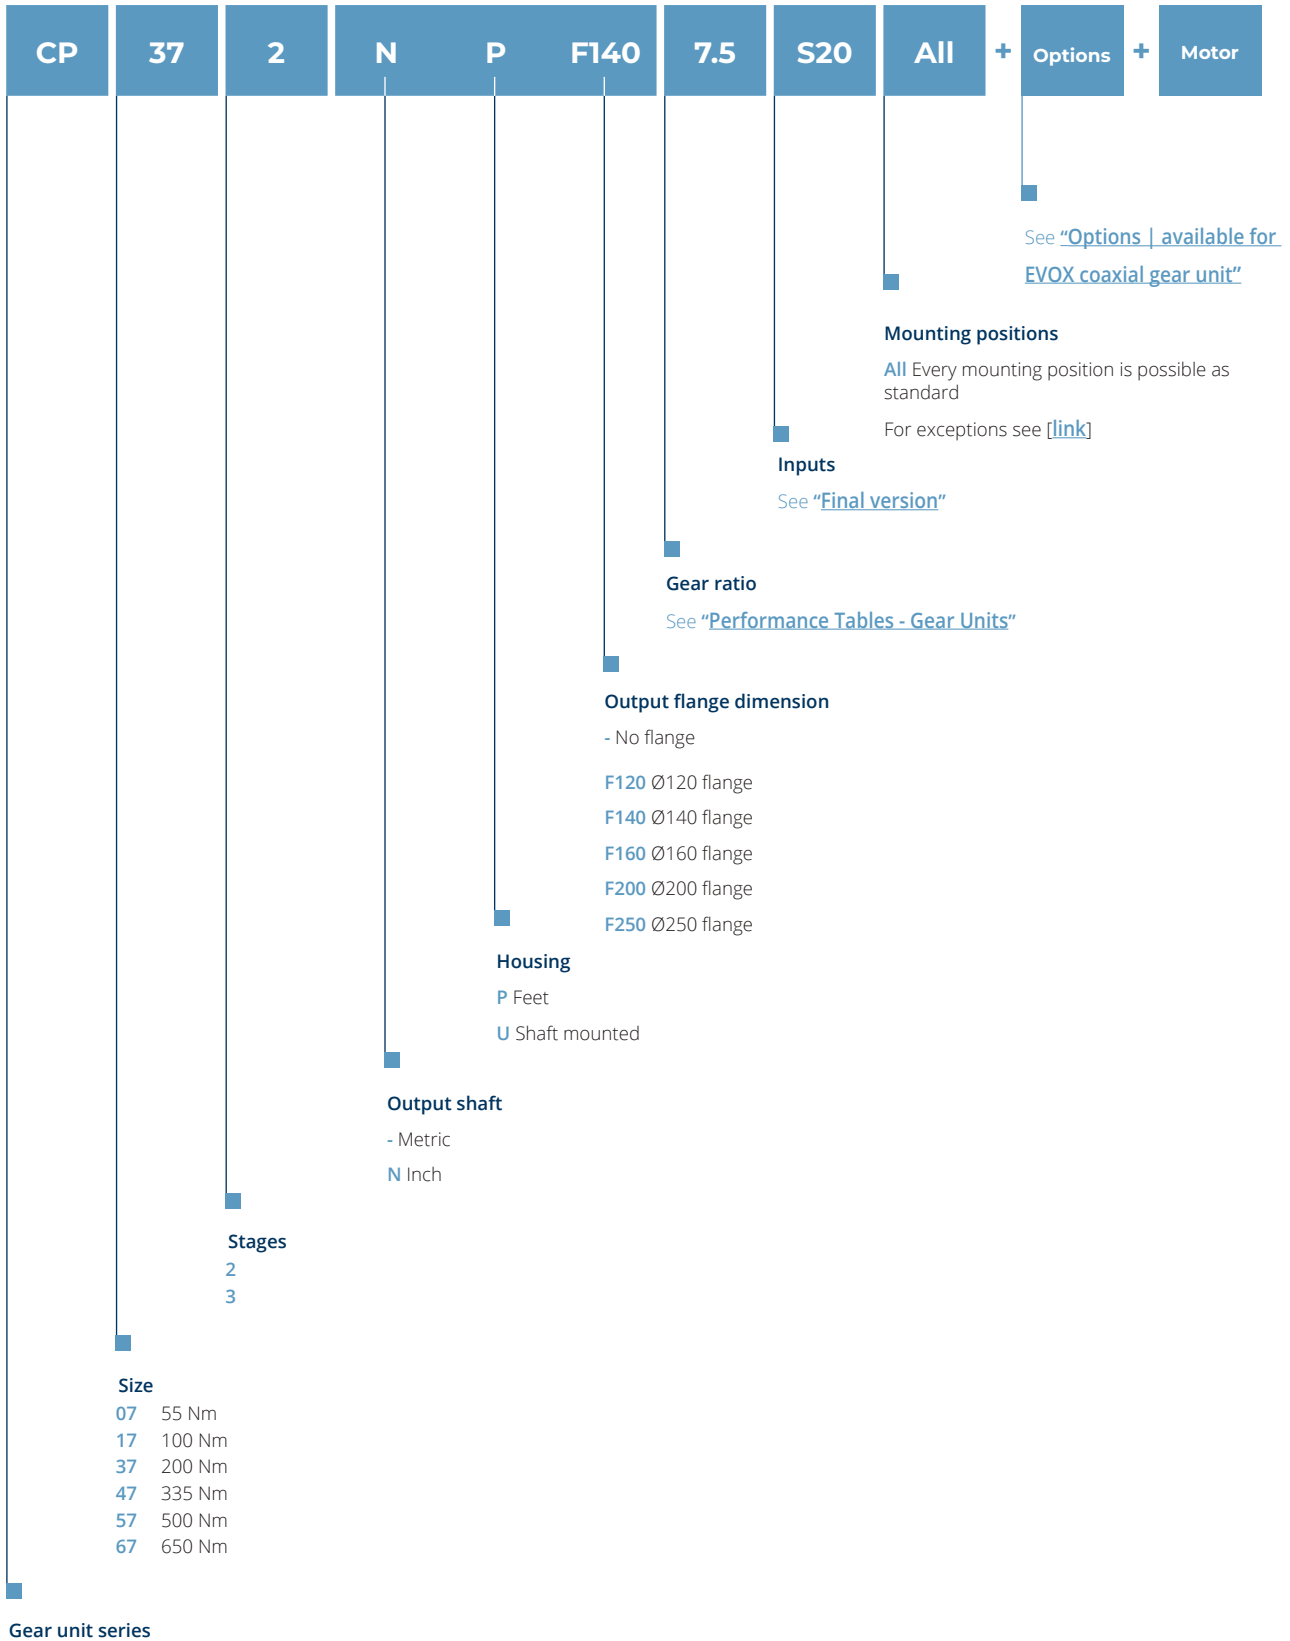 CP 37 2 N P F140 7.5 S20 All + Options + Motor
See “Options | available for
EVOX coaxial gear unit”
Mounting positions
All Every mounting position is possible as
standard
For exceptions see [link]
Inputs
See “Final version”
Gear ratio
See “Performance Tables - Gear Units”
Output flange dimension
- No flange
F120 Ø120 flange
F140 Ø140 flange
F160 Ø160 flange
F200 Ø200 flange
F250 Ø250 flange
Housing
P Feet
U Shaft mounted
Output shaft
- Metric
N Inch
Stages
2
3
Size
07 55 Nm
17 100 Nm
37 200 Nm
47 335 Nm
57 500 Nm
67 650 Nm
Gear unit series